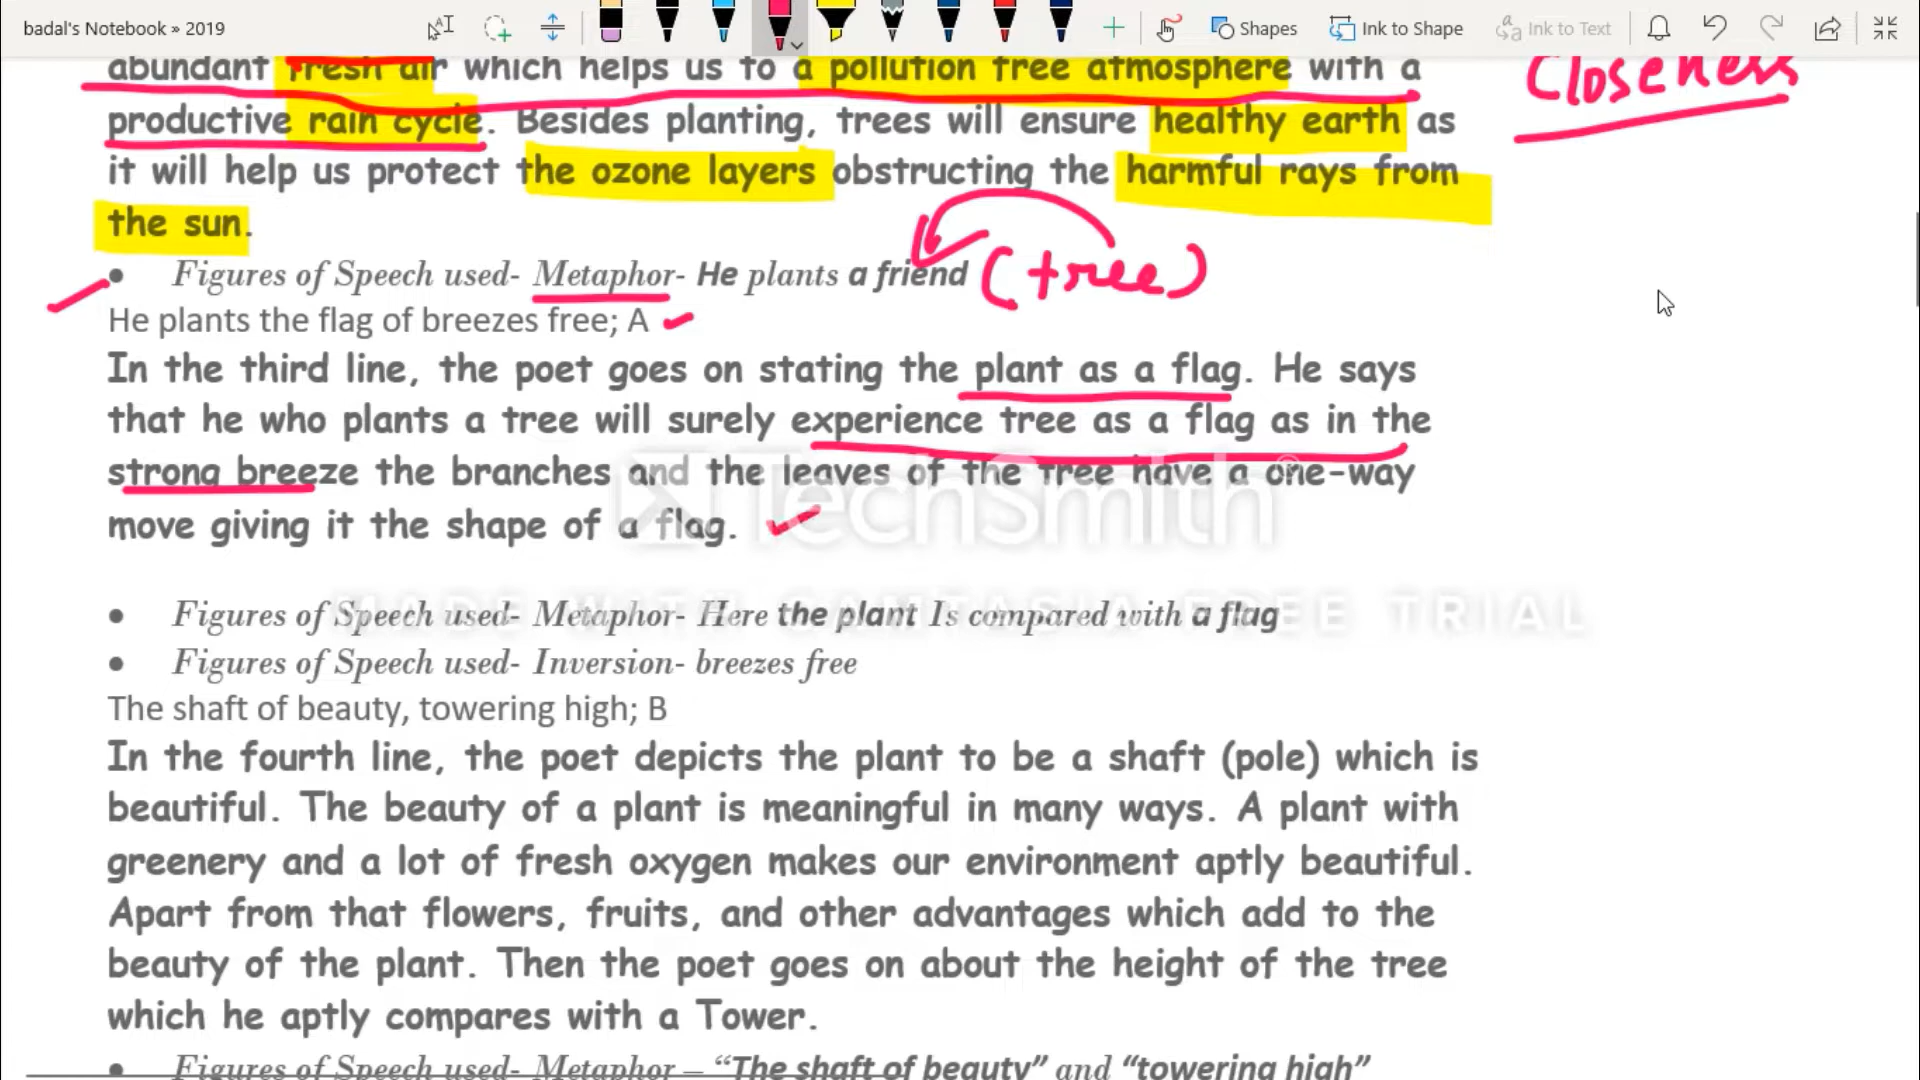 badal's Notebook » 2019
Shapes
Ink to Shape
Ink to Text
abundant fresh air which helps us to a pollution free atmosphere with a
Closeness
productive rain cycle. Besides planting, trees will ensure healthy earth as
it will help us protect the ozone layers obstructing the harmful rays from
the sun.
• Figures of Speech used- Metaphor- He plants a friend (tree)
He plants the flag of breezes free; A
In the third line, the poet goes on stating the plant as a flag. He says
that he who plants a tree will surely experience tree as a flag as in the
strong breeze the branches and the leaves of the tree have a one-way
TechSmith®
move giving it the shape of a flag.
MADE WITH CAMTASIA FREE TRIAL
• Figures of Speech used- Metaphor- Here the plant Is compared with a flag
• Figures of Speech used- Inversion- breezes free
The shaft of beauty, towering high; B
In the fourth line, the poet depicts the plant to be a shaft (pole) which is
beautiful. The beauty of a plant is meaningful in many ways. A plant with
greenery and a lot of fresh oxygen makes our environment aptly beautiful.
Apart from that flowers, fruits, and other advantages which add to the
beauty of the plant. Then the poet goes on about the height of the tree
which he aptly compares with a Tower.
• Figures of Speech used- Metaphor – “The shaft of beauty” and “towering high”